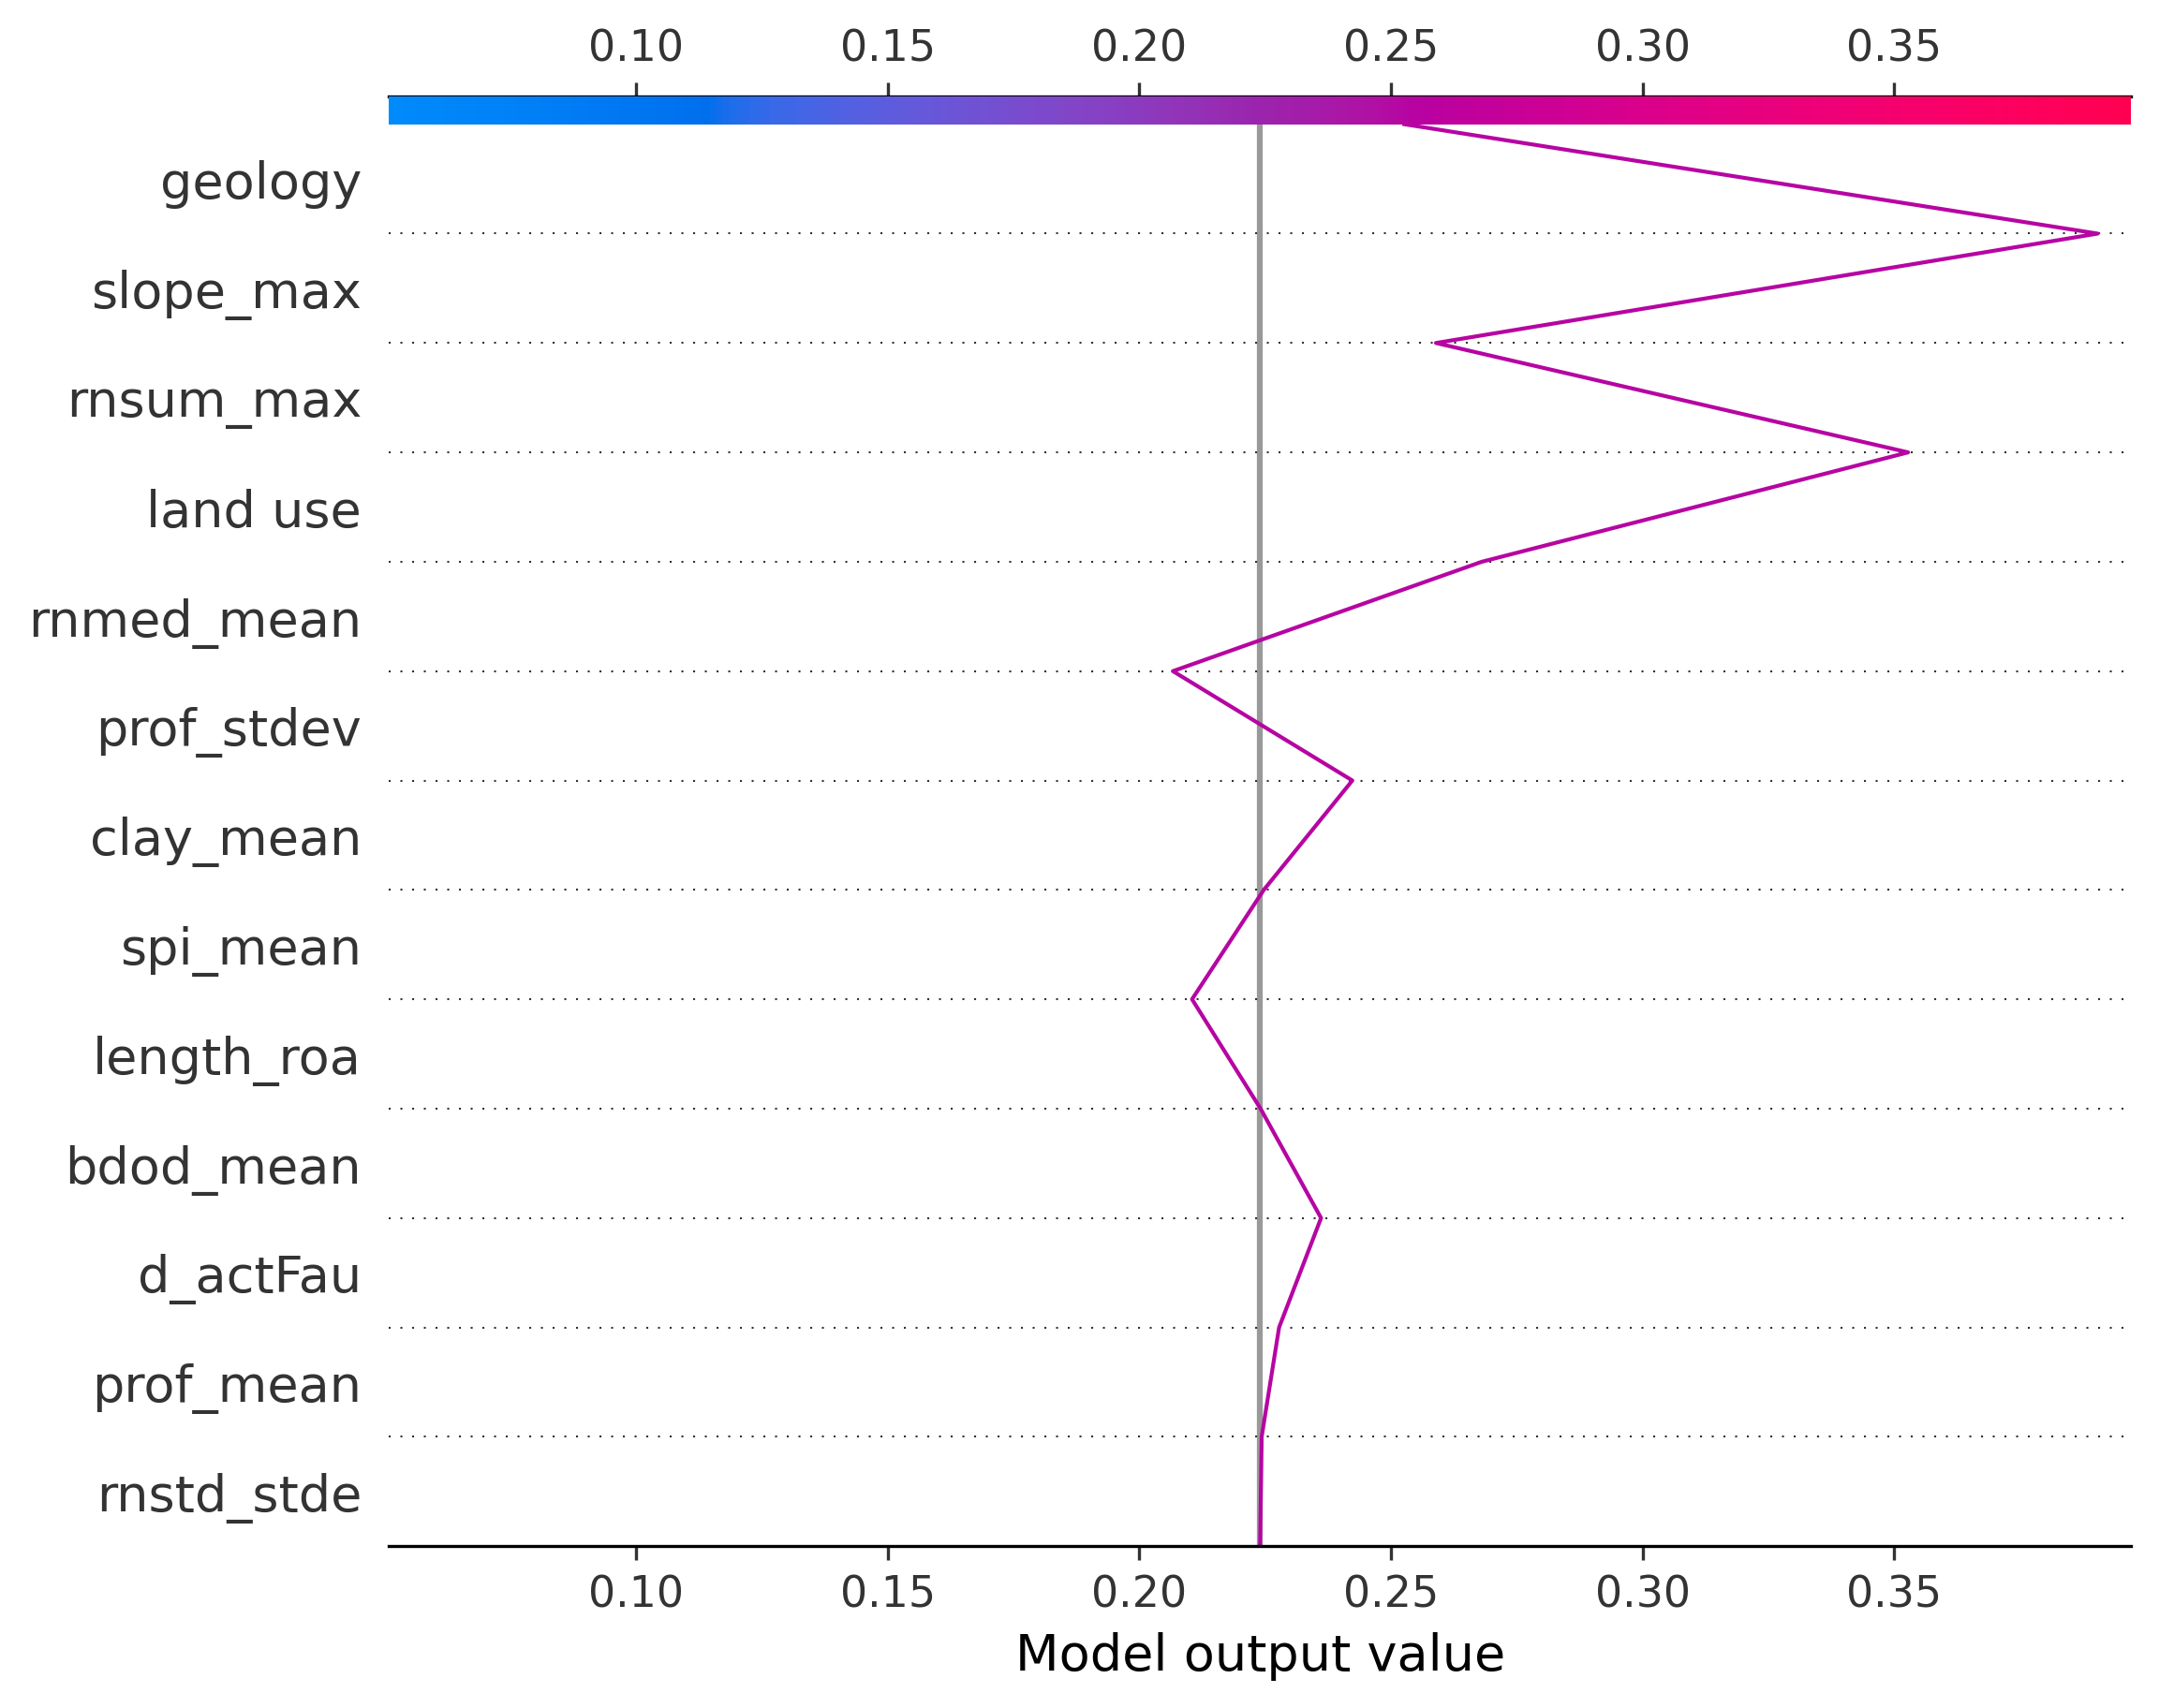 0.10 0.15 0.20 0.25 0.30 0.35
geology
slope_max
rnsum_max
land use
rnmed_mean
prof_stdev
clay_mean
spi_mean
length_roa
bdod_mean
d_actFau
prof_mean
rnstd_stde
0.10 0.15 0.20 0.25 0.30 0.35
Model output value